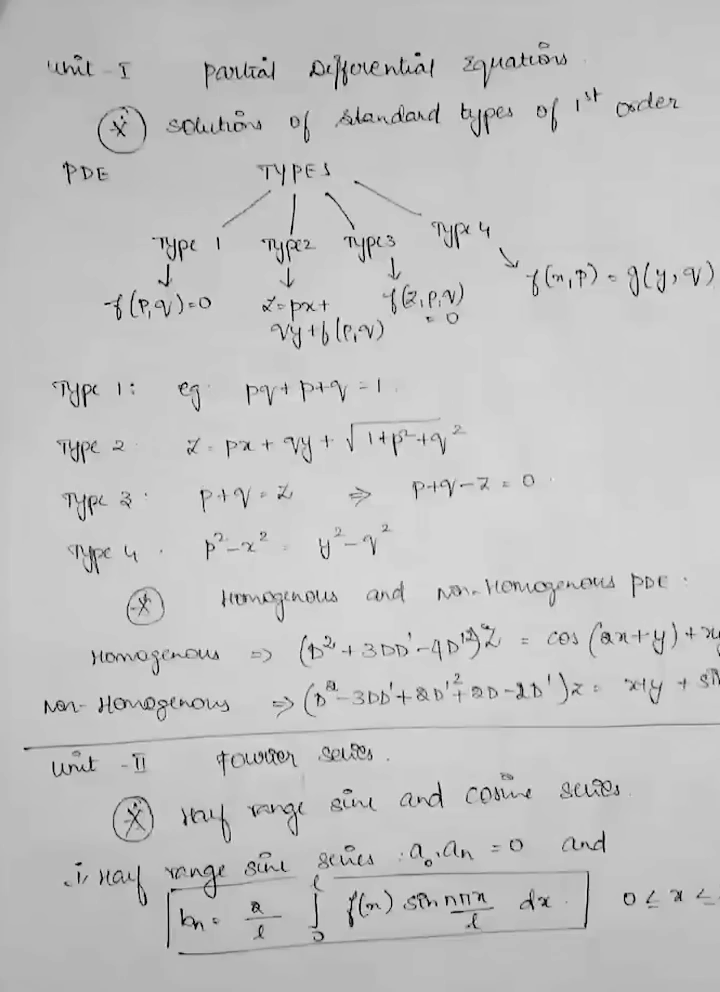 Unit - I Partial Differential Equations
* solutions of standard types of 1st order
PDE TYPES
Type 1 Type 2 Type 3 Type 4
f(p,q)=0 z=px+ f(z,p,q) f(x,p) = g(y,q)
qy+f(p,q) = 0
Type 1: eg. pq+p+q=1.
Type 2 z=px+qy+√1+p²+q²
Type 3. p+q=z ⇒ p+q-z=0.
Type 4. p²-x² = y²-q²
* Homogenous and Non-Homogenous PDE.
Homogenous => (D²+3DD'-4D'²)z = cos(2x+y)+xy
Non-Homogenous => (D²-3DD'+2D'²+2D-2D')z = x+y+
Unit - II Fourier series.
* Half range sine and cosine series.
i, Half range sine series. a₀, aₙ = 0 and
bₙ = 2/l ∫₀ˡ f(x) sin nπx/l dx. 0≤x≤